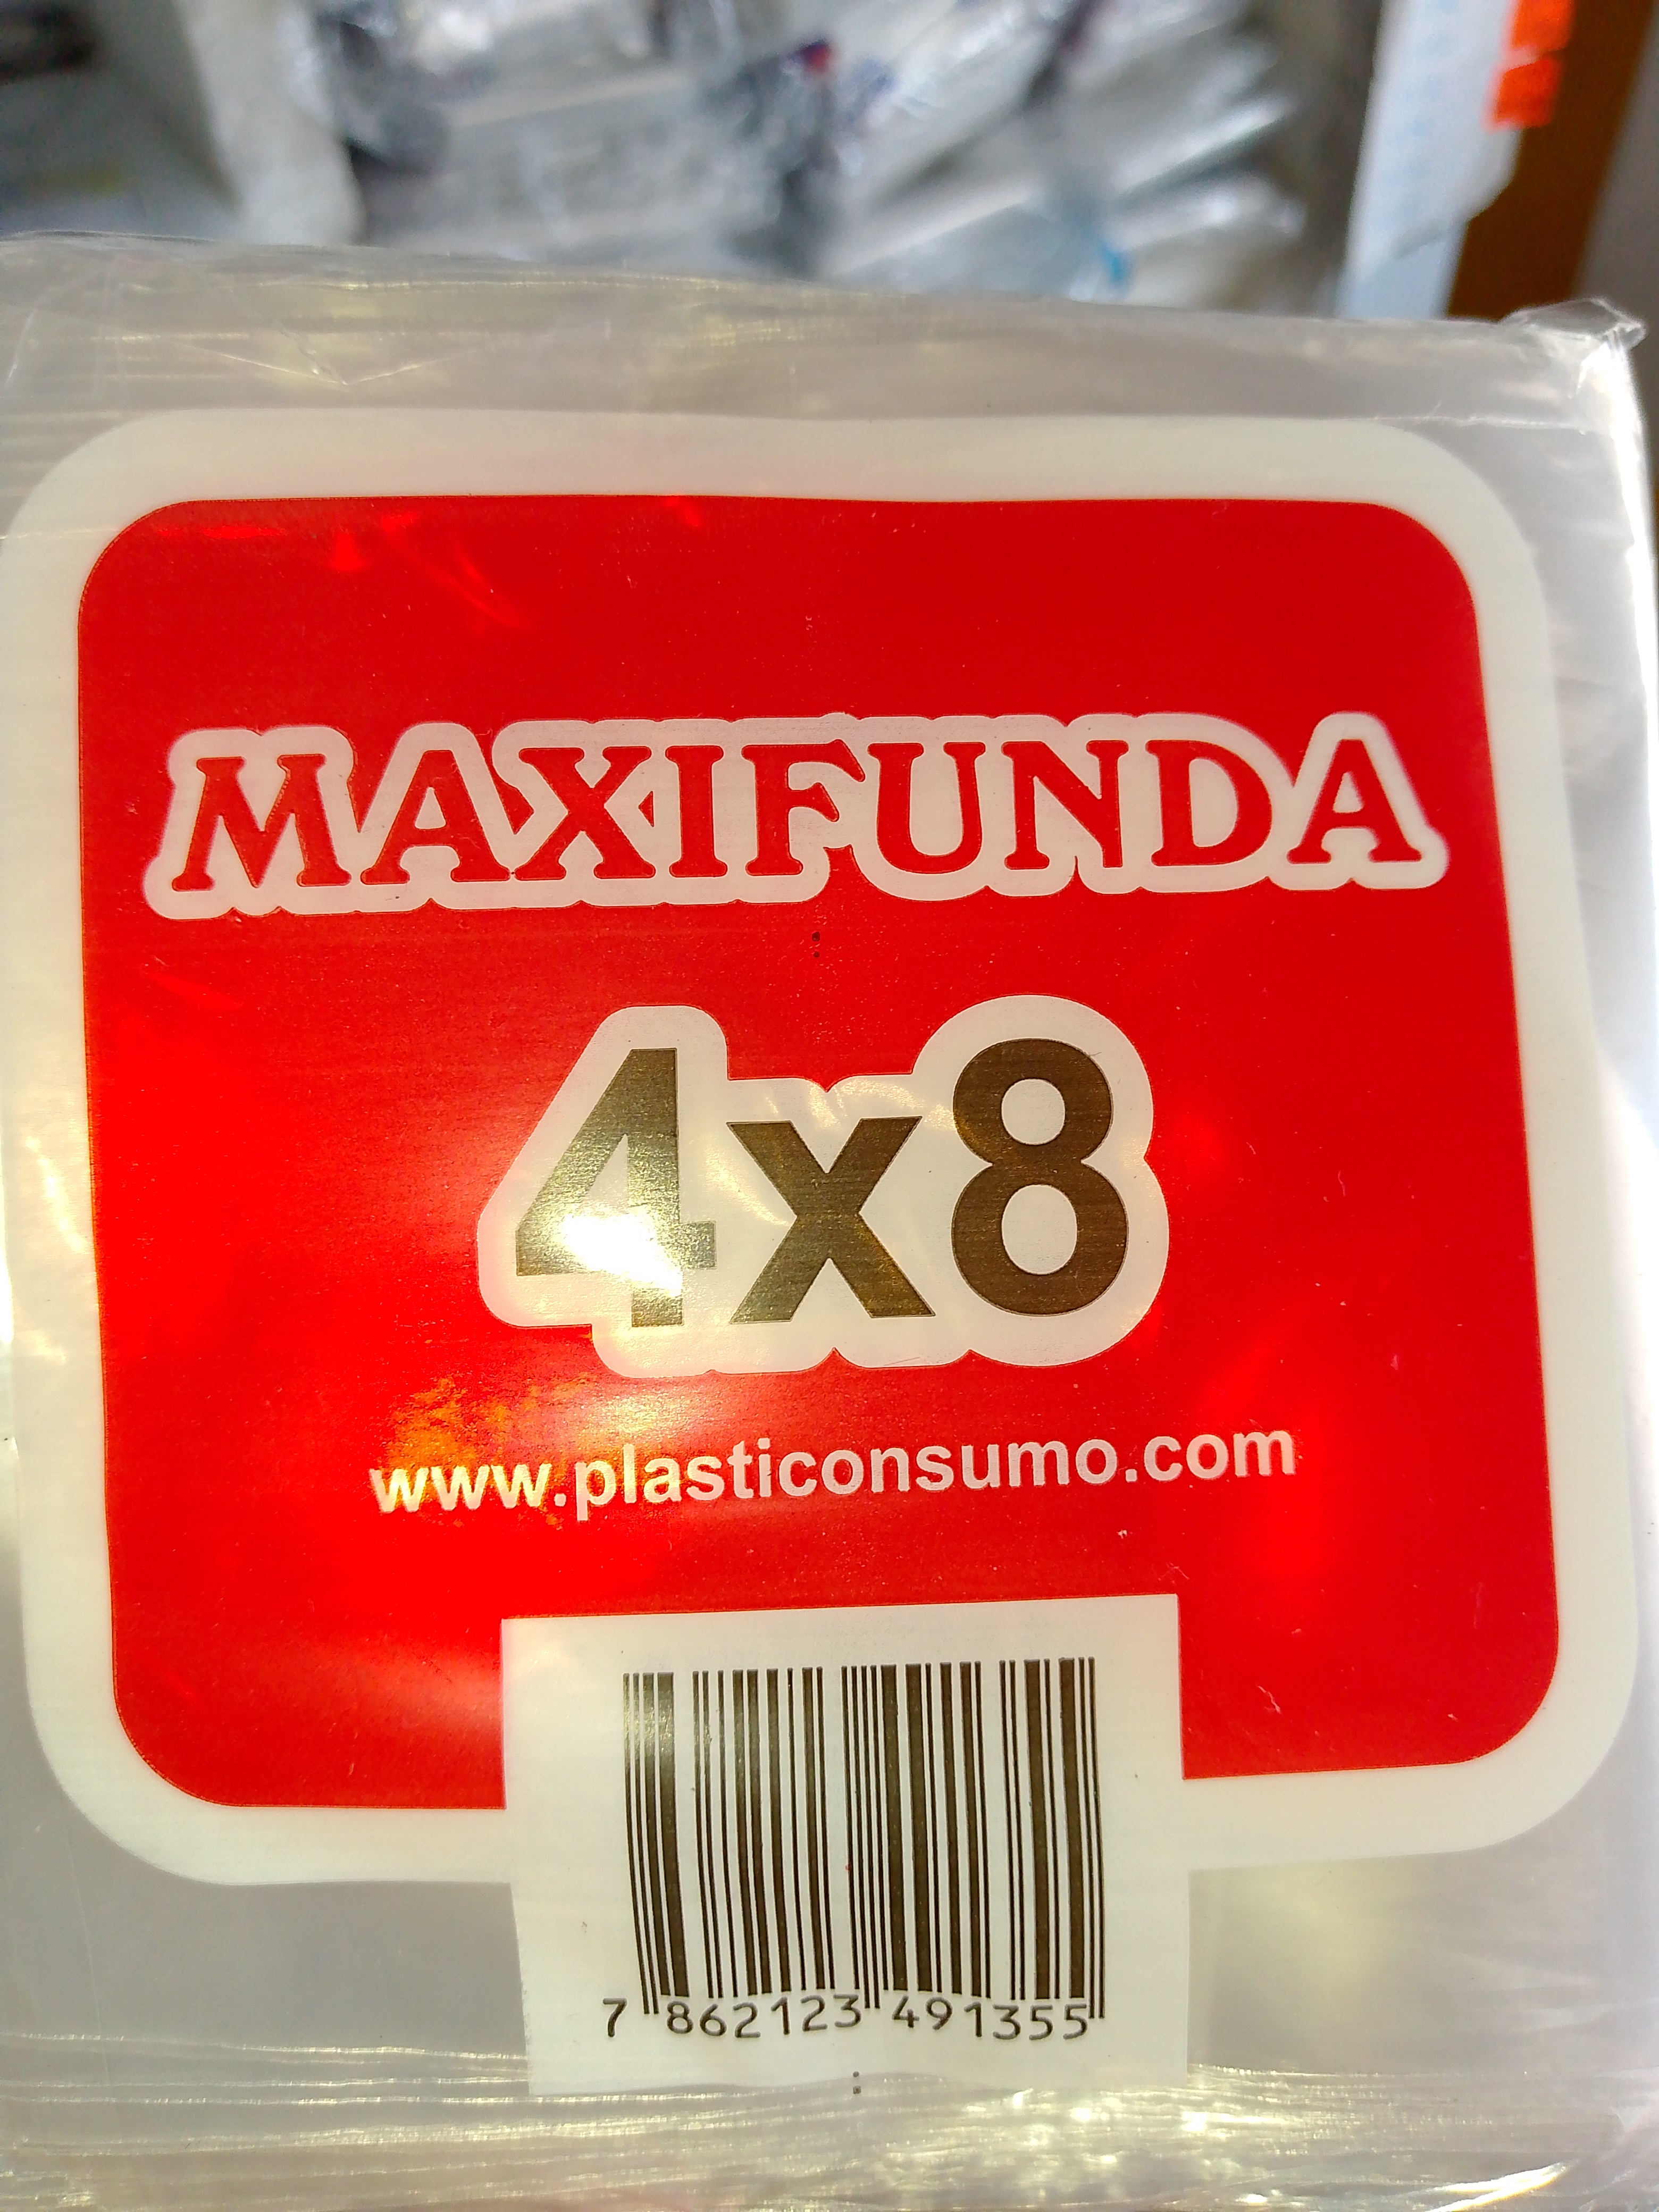 MAXIFUNDA
4x8
www.plasticonsumo.com
7 862123 491355